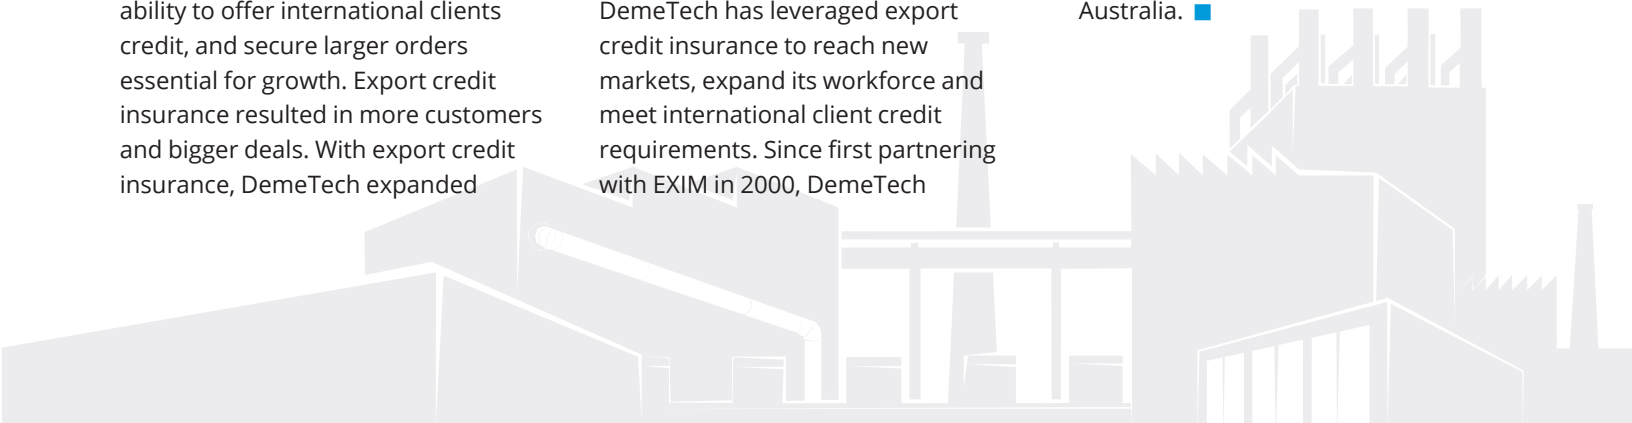 ability to offer international clients
credit, and secure larger orders
essential for growth. Export credit
insurance resulted in more customers
and bigger deals. With export credit
insurance, DemeTech expanded
DemeTech has leveraged export
credit insurance to reach new
markets, expand its workforce and
meet international client credit
requirements. Since first partnering
with EXIM in 2000, DemeTech
Australia.